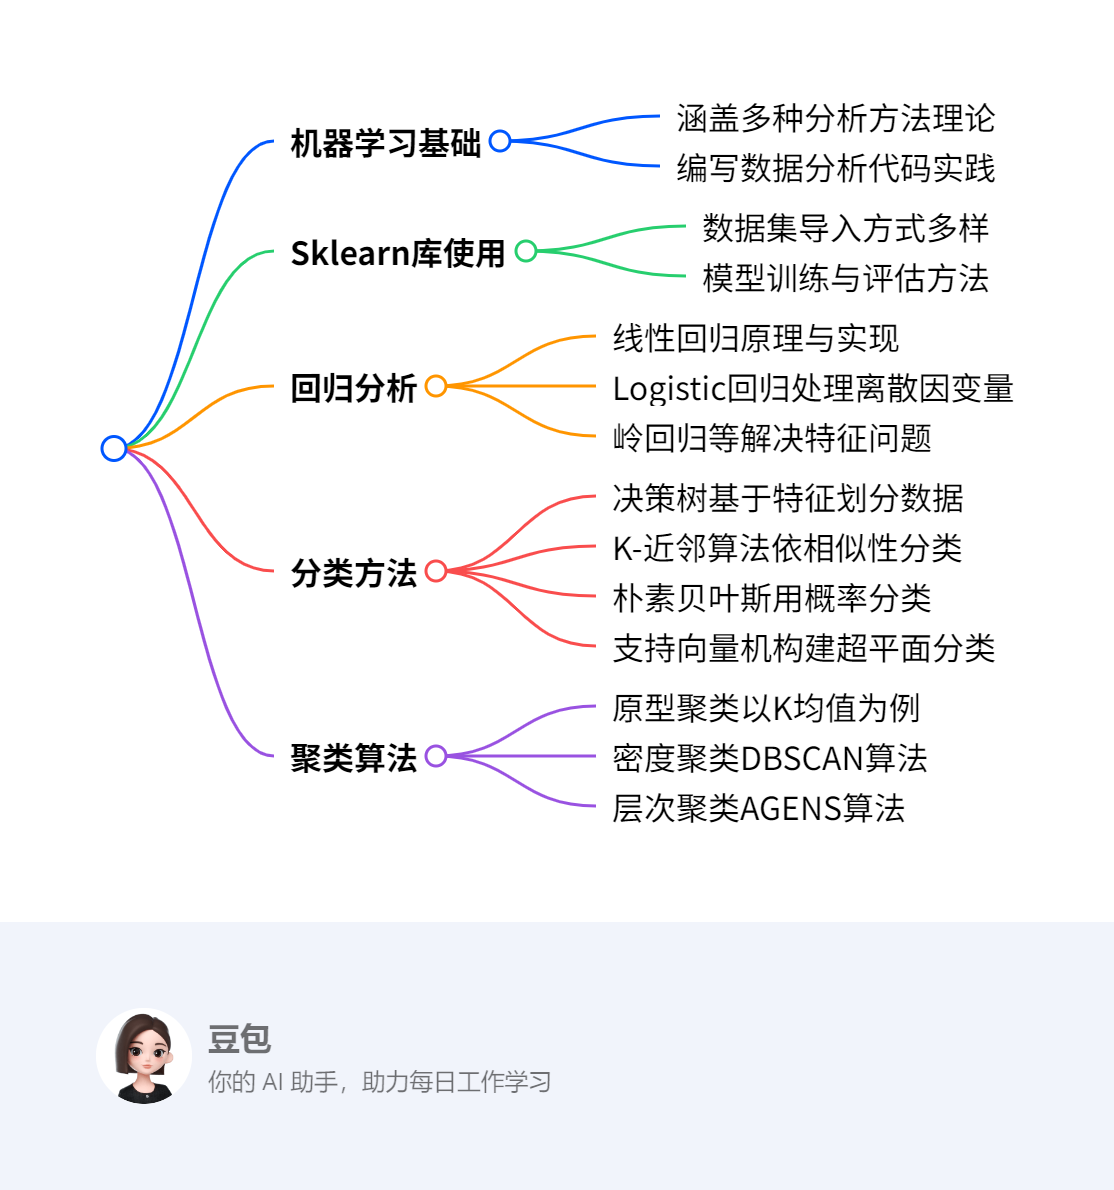 机器学习基础
涵盖多种分析方法理论
编写数据分析代码实践
Sklearn库使用
数据集导入方式多样
模型训练与评估方法
回归分析
线性回归原理与实现
Logistic回归处理离散因变量
岭回归等解决特征问题
分类方法
决策树基于特征划分数据
K-近邻算法依相似性分类
朴素贝叶斯用概率分类
支持向量机构建超平面分类
聚类算法
原型聚类以K均值为例
密度聚类DBSCAN算法
层次聚类AGENS算法
豆包
你的 AI 助手，助力每日工作学习